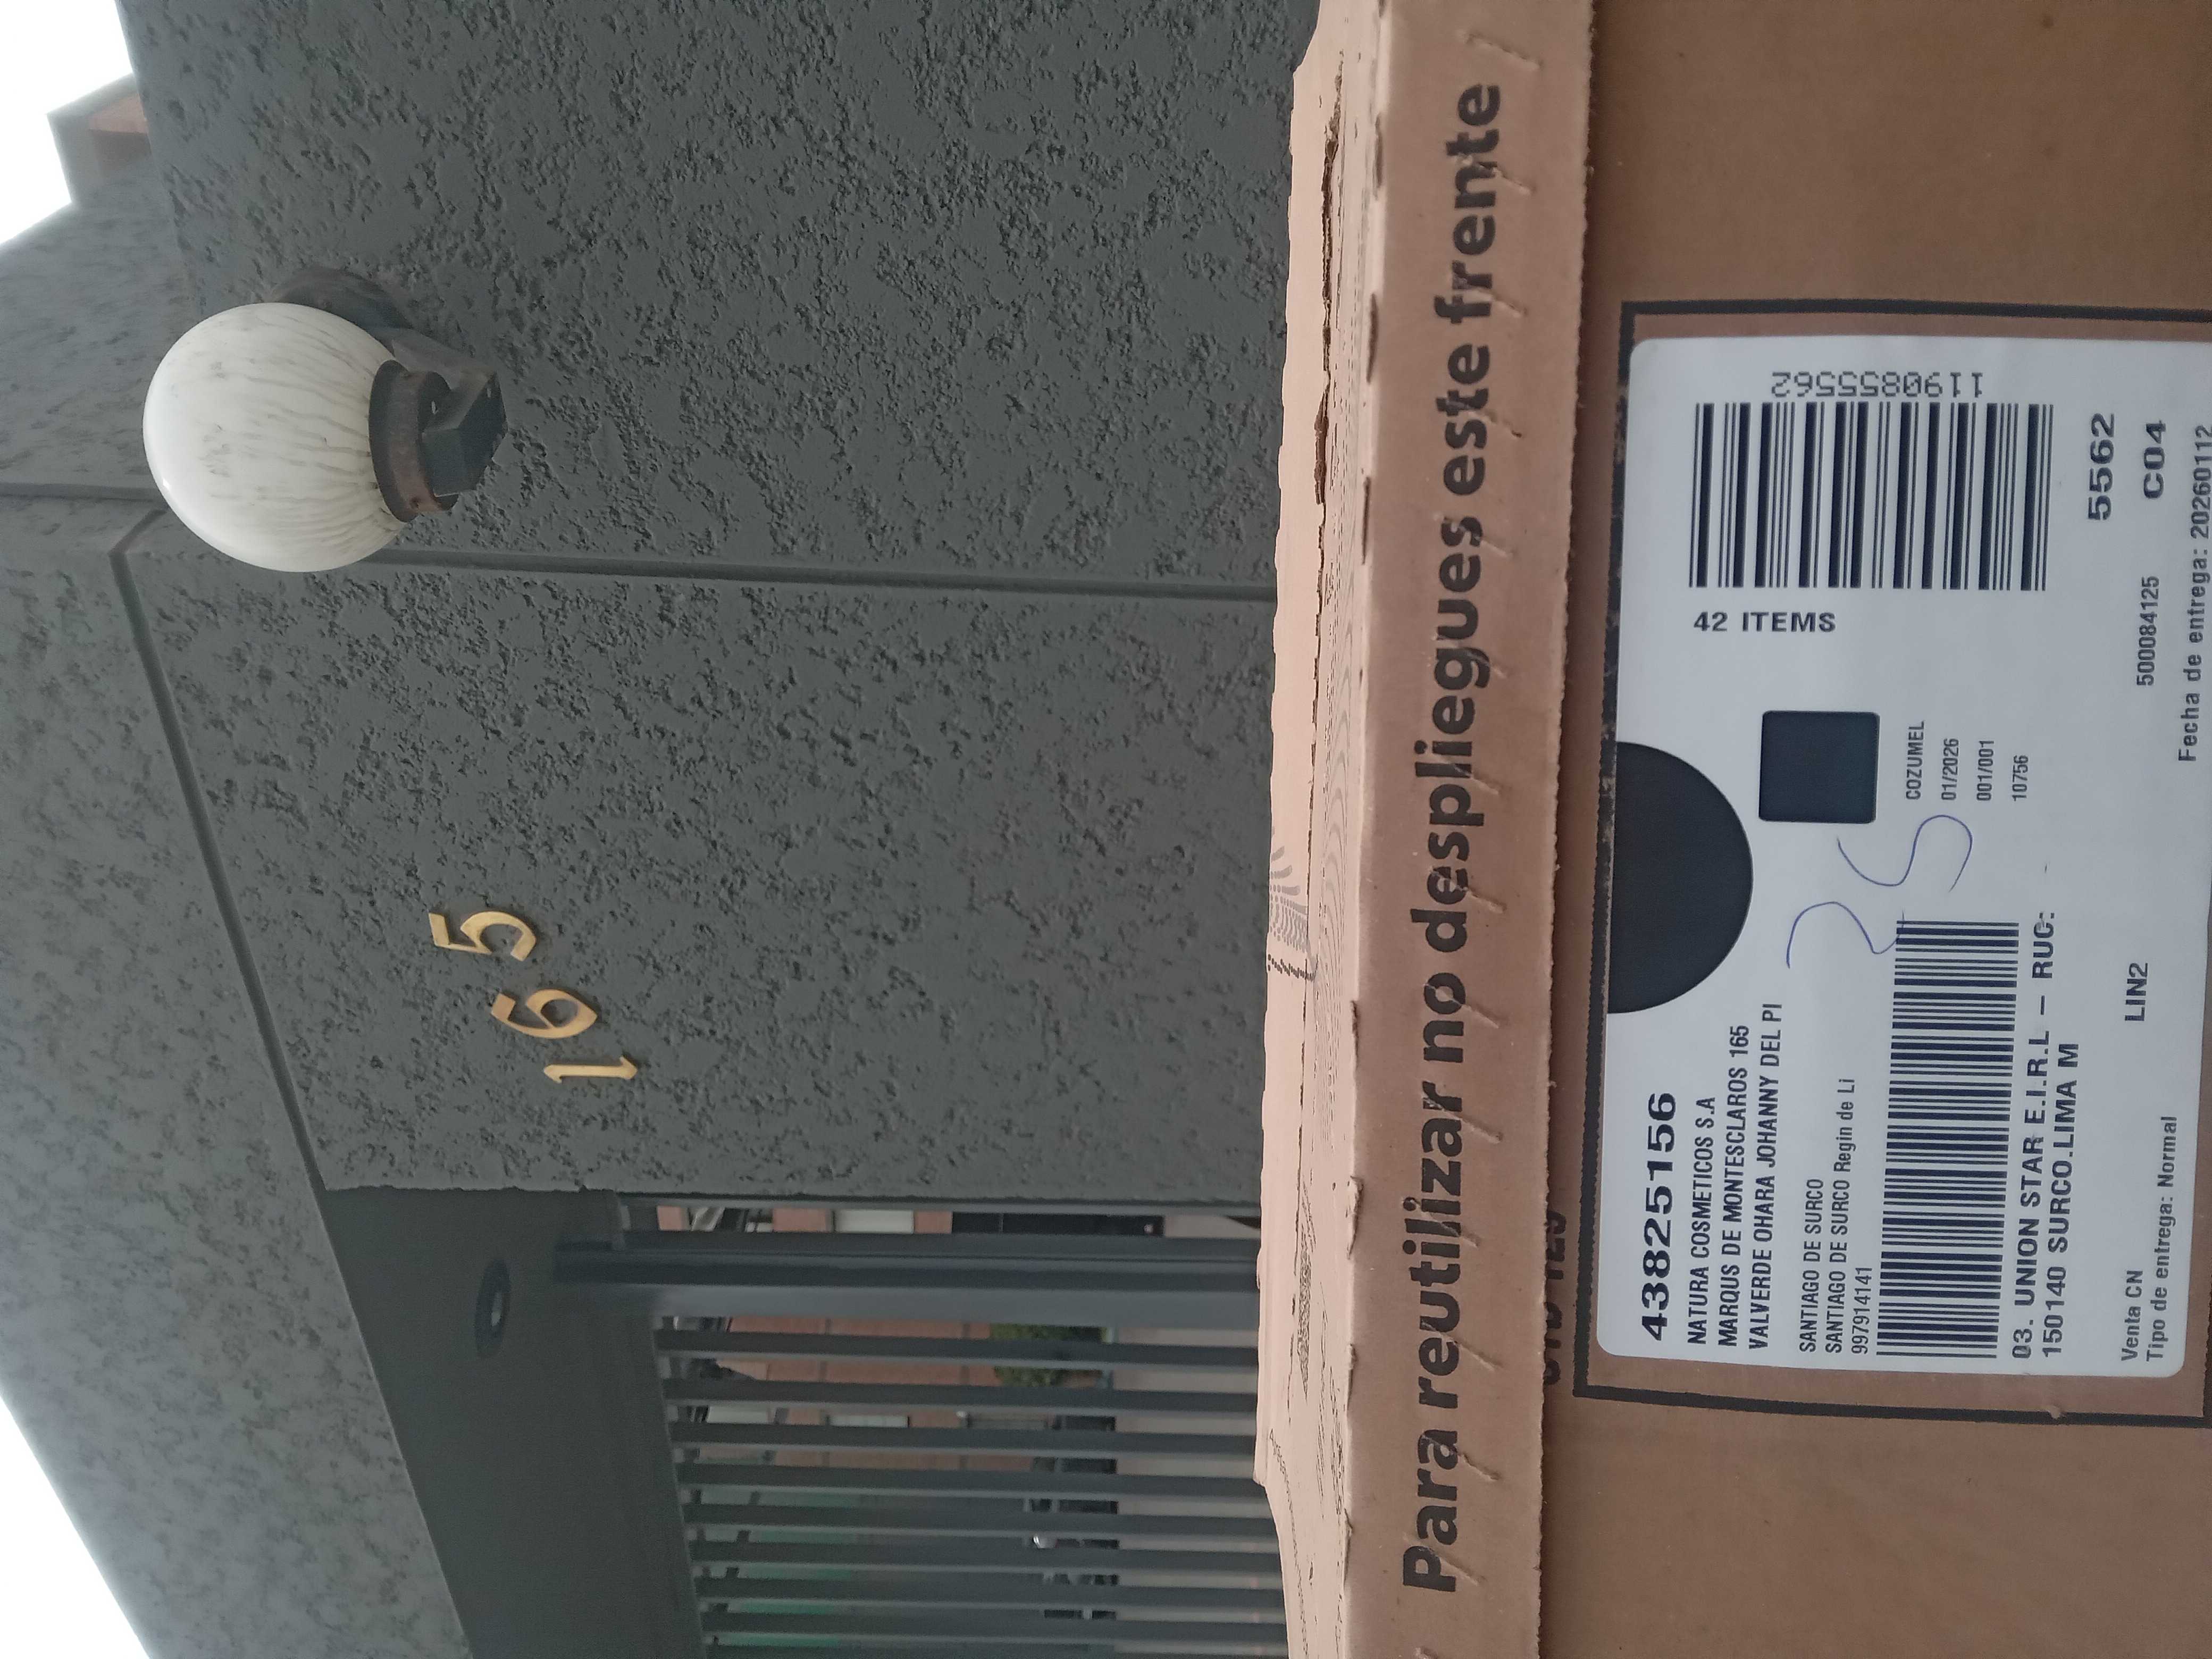 165
Para reutilizar no despliegues este frente
43825156
NATURA COSMETICOS S.A
MARQUS DE MONTESCLAROS 165
VALVERDE OHARA JOHANNY DEL PI
SANTIAGO DE SURCO
SANTIAGO DE SURCO Regin de Li
997914141
25
42 ITEMS
1190855562
COZUMEL
01/2026
001/001
10756
03. UNION STAR E.I.R.L – RUC:
150140 SURCO.LIMA M
5562
Venta CN
LIN2
500084125
C04
Tipo de entrega: Normal
Fecha de entrega: 20260112